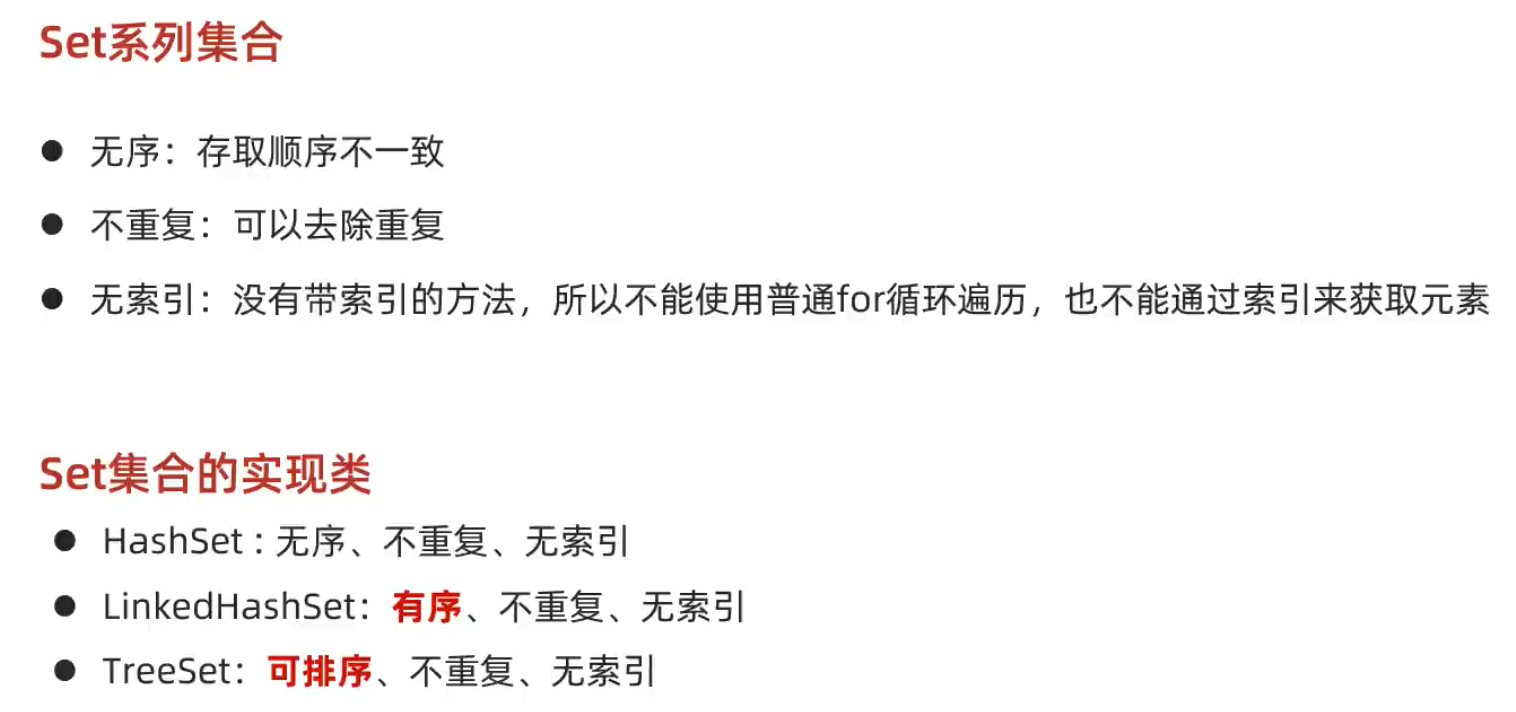 Set系列集合
● 无序：存取顺序不一致
● 不重复：可以去除重复
● 无索引：没有带索引的方法，所以不能使用普通for循环遍历，也不能通过索引来获取元素
Set集合的实现类
● HashSet : 无序、不重复、无索引
● LinkedHashSet：有序、不重复、无索引
● TreeSet：可排序、不重复、无索引